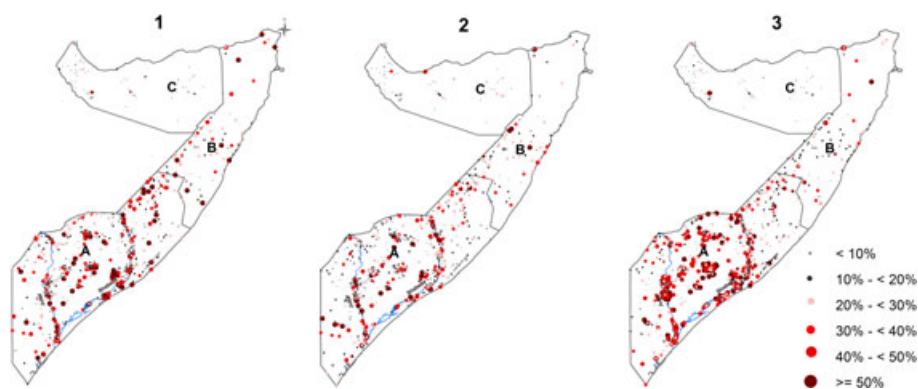 1 2 3
C C C
B B B
A A A
< 10%
10% - < 20%
20% - < 30%
30% - < 40%
40% - < 50%
>= 50%